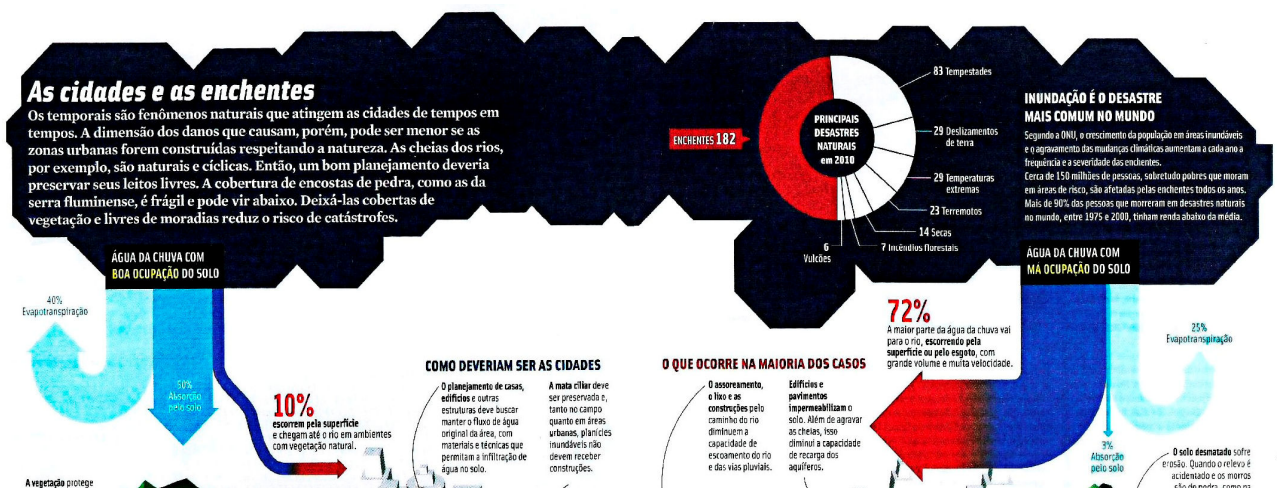 As cidades e as enchentes
Os temporais são fenômenos naturais que atingem as cidades de tempos em
tempos. A dimensão dos danos que causam, porém, pode ser menor se as
zonas urbanas forem construídas respeitando a natureza. As cheias dos rios,
por exemplo, são naturais e cíclicas. Então, um bom planejamento deveria
preservar seus leitos livres. A cobertura de encostas de pedra, como as da
serra fluminense, é frágil e pode vir abaixo. Deixá-las cobertas de
vegetação e livres de moradias reduz o risco de catástrofes.
PRINCIPAIS
DESASTRES
NATURAIS
em 2010
ENCHENTES 182
83 Tempestades
29 Deslizamentos
de terra
29 Temperaturas
extremas
23 Terremotos
14 Secas
7 Incêndios florestais
6
Vulcões
INUNDAÇÃO É O DESASTRE
MAIS COMUM NO MUNDO
Segundo a ONU, o crescimento da população em áreas inundáveis
e o agravamento das mudanças climáticas aumentam a cada ano a
frequência e a severidade das enchentes.
Cerca de 150 milhões de pessoas, sobretudo pobres que moram
em áreas de risco, são afetadas pelas enchentes todos os anos.
Mais de 90% das pessoas que morreram em desastres naturais
no mundo, entre 1975 e 2000, tinham renda abaixo da média.
ÁGUA DA CHUVA COM
BOA OCUPAÇÃO DO SOLO
40%
Evapotranspiração
50%
Absorção
pelo solo
10%
escorrem pela superfície
e chegam até o rio em ambientes
com vegetação natural.
COMO DEVERIAM SER AS CIDADES
O planejamento de casas,
edifícios e outras
estruturas deve buscar
manter o fluxo de água
original da área, com
materiais e técnicas que
permitam a infiltração de
água no solo.
A mata ciliar deve
ser preservada e,
tanto no campo
quanto em áreas
urbanas, planícies
inundáveis não
devem receber
construções.
O QUE OCORRE NA MAIORIA DOS CASOS
O assoreamento,
o lixo e as
construções pelo
caminho do rio
diminuem a
capacidade de
escoamento do rio
e das vias pluviais.
Edifícios e
pavimentos
impermeabilizam o
solo. Além de agravar
as cheias, isso
diminui a capacidade
de recarga dos
aquíferos.
ÁGUA DA CHUVA COM
MÁ OCUPAÇÃO DO SOLO
72%
A maior parte da água da chuva vai
para o rio, escorrendo pela
superfície ou pelo esgoto, com
grande volume e muita velocidade.
25%
Evapotranspiração
3%
Absorção
pelo solo
O solo desmatado sofre
erosão. Quando o relevo é
acidentado e os morros
são de pedra, como na
A vegetação protege